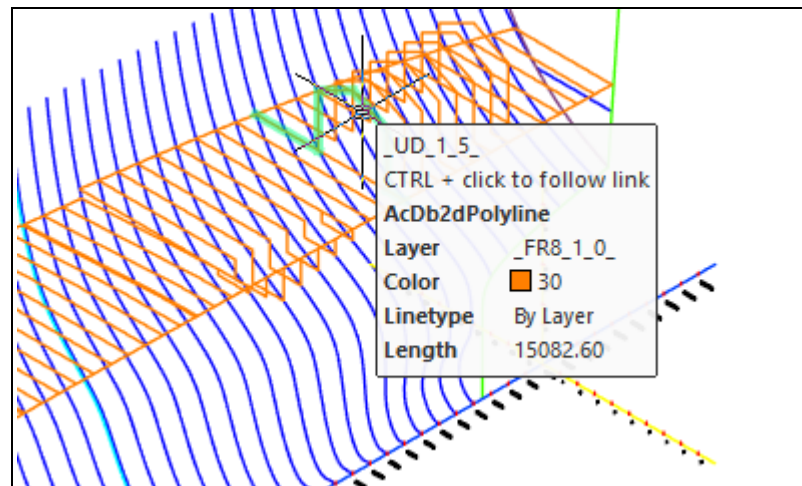 _UD_1_5_
CTRL + click to follow link
AcDb2dPolyline
Layer _FR8_1_0_
Color 30
Linetype By Layer
Length 15082.60